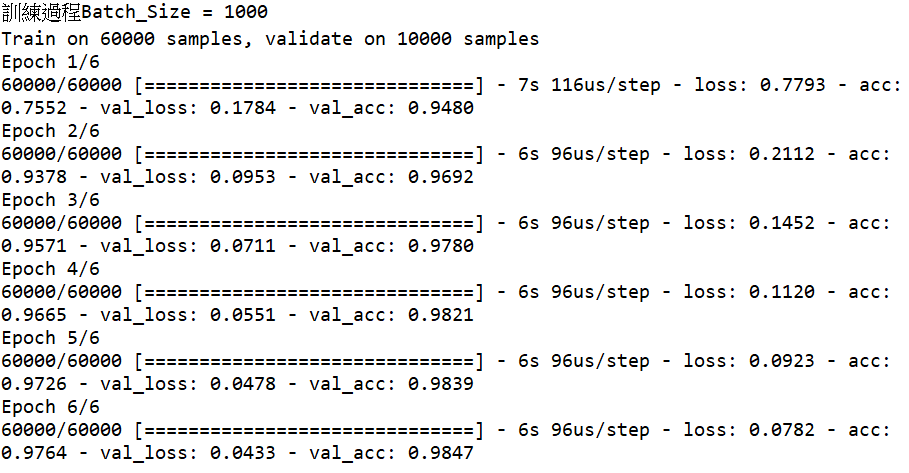 訓練過程Batch_Size = 1000
Train on 60000 samples, validate on 10000 samples
Epoch 1/6
60000/60000 [==============================] - 7s 116us/step - loss: 0.7793 - acc:
0.7552 - val_loss: 0.1784 - val_acc: 0.9480
Epoch 2/6
60000/60000 [==============================] - 6s 96us/step - loss: 0.2112 - acc:
0.9378 - val_loss: 0.0953 - val_acc: 0.9692
Epoch 3/6
60000/60000 [==============================] - 6s 96us/step - loss: 0.1452 - acc:
0.9571 - val_loss: 0.0711 - val_acc: 0.9780
Epoch 4/6
60000/60000 [==============================] - 6s 96us/step - loss: 0.1120 - acc:
0.9665 - val_loss: 0.0551 - val_acc: 0.9821
Epoch 5/6
60000/60000 [==============================] - 6s 96us/step - loss: 0.0923 - acc:
0.9726 - val_loss: 0.0478 - val_acc: 0.9839
Epoch 6/6
60000/60000 [==============================] - 6s 96us/step - loss: 0.0782 - acc:
0.9764 - val_loss: 0.0433 - val_acc: 0.9847